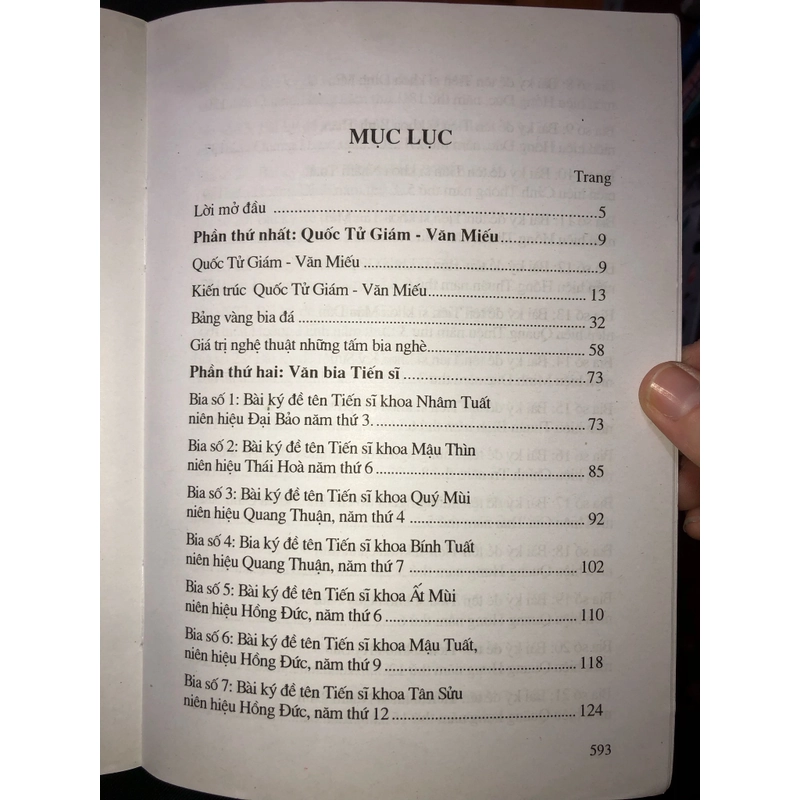 MỤC LỤC
Trang
Lời mở đầu ........ 5
Phần thứ nhất: Quốc Tử Giám - Văn Miếu ........ 9
Quốc Tử Giám - Văn Miếu ........ 9
Kiến trúc Quốc Tử Giám - Văn Miếu ........ 13
Bảng vàng bia đá ........ 32
Giá trị nghệ thuật những tấm bia nghè ........ 58
Phần thứ hai: Văn bia Tiến sĩ ........ 73
Bia số 1: Bài ký đề tên Tiến sĩ khoa Nhâm Tuất
niên hiệu Đại Bảo năm thứ 3. ........ 73
Bia số 2: Bài ký đề tên Tiến sĩ khoa Mậu Thìn
niên hiệu Thái Hoà năm thứ 6 ........ 85
Bia số 3: Bài ký đề tên Tiến sĩ khoa Quý Mùi
niên hiệu Quang Thuận, năm thứ 4 ........ 92
Bia số 4: Bia ký đề tên Tiến sĩ khoa Bính Tuất
niên hiệu Quang Thuận, năm thứ 7 ........ 102
Bia số 5: Bài ký đề tên Tiến sĩ khoa Ất Mùi
niên hiệu Hồng Đức, năm thứ 6 ........ 110
Bia số 6: Bài ký đề tên Tiến sĩ khoa Mậu Tuất,
niên hiệu Hồng Đức, năm thứ 9 ........ 118
Bia số 7: Bài ký đề tên Tiến sĩ khoa Tân Sửu
niên hiệu Hồng Đức, năm thứ 12 ........ 124
593